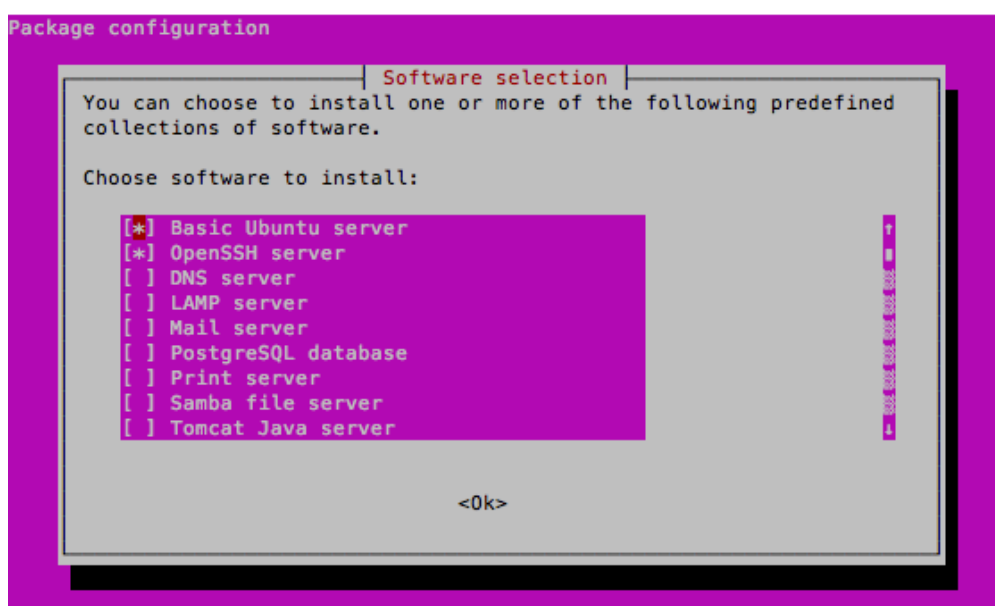 Package configuration
Software selection
You can choose to install one or more of the following predefined
collections of software.
Choose software to install:
[*] Basic Ubuntu server
[*] OpenSSH server
[ ] DNS server
[ ] LAMP server
[ ] Mail server
[ ] PostgreSQL database
[ ] Print server
[ ] Samba file server
[ ] Tomcat Java server
<Ok>